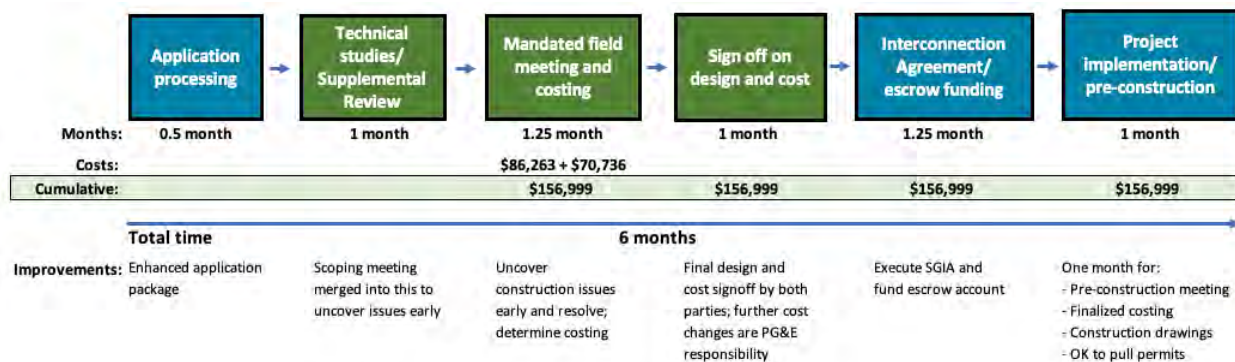 Application
processing
Technical
studies/
Supplemental
Review
Mandated field
meeting and
costing
Sign off on
design and cost
Interconnection
Agreement/
escrow funding
Project
implementation/
pre-construction
Months: 0.5 month 1 month 1.25 month 1 month 1.25 month 1 month
Costs: $86,263 + $70,736
Cumulative: $156,999 $156,999 $156,999 $156,999
Total time 6 months
Improvements:
Enhanced application
package
Scoping meeting
merged into this to
uncover issues early
Uncover
construction issues
early and resolve;
determine costing
Final design and
cost signoff by both
parties; further cost
changes are PG&E
responsibility
Execute SGIA and
fund escrow account
One month for:
- Pre-construction meeting
- Finalized costing
- Construction drawings
- OK to pull permits